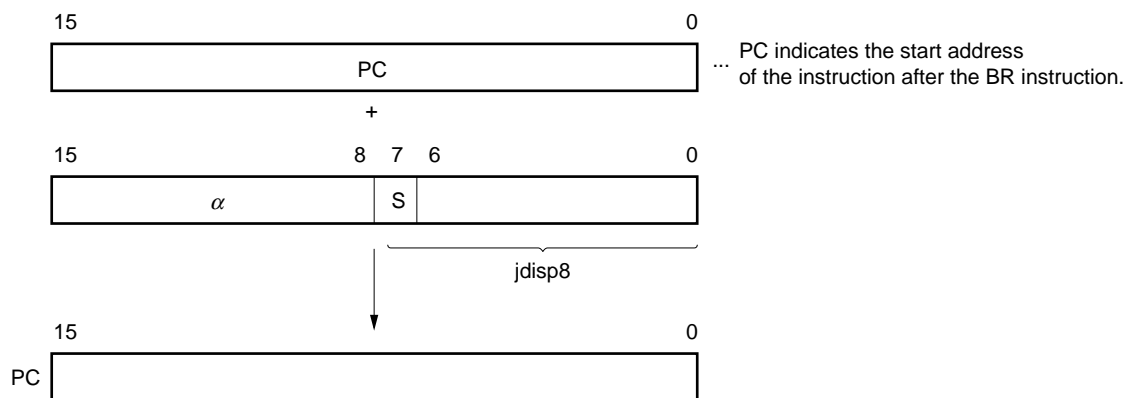 15 0
PC
... PC indicates the start address
of the instruction after the BR instruction.
+
15 8 7 6 0
α S
jdisp8
15 0
PC